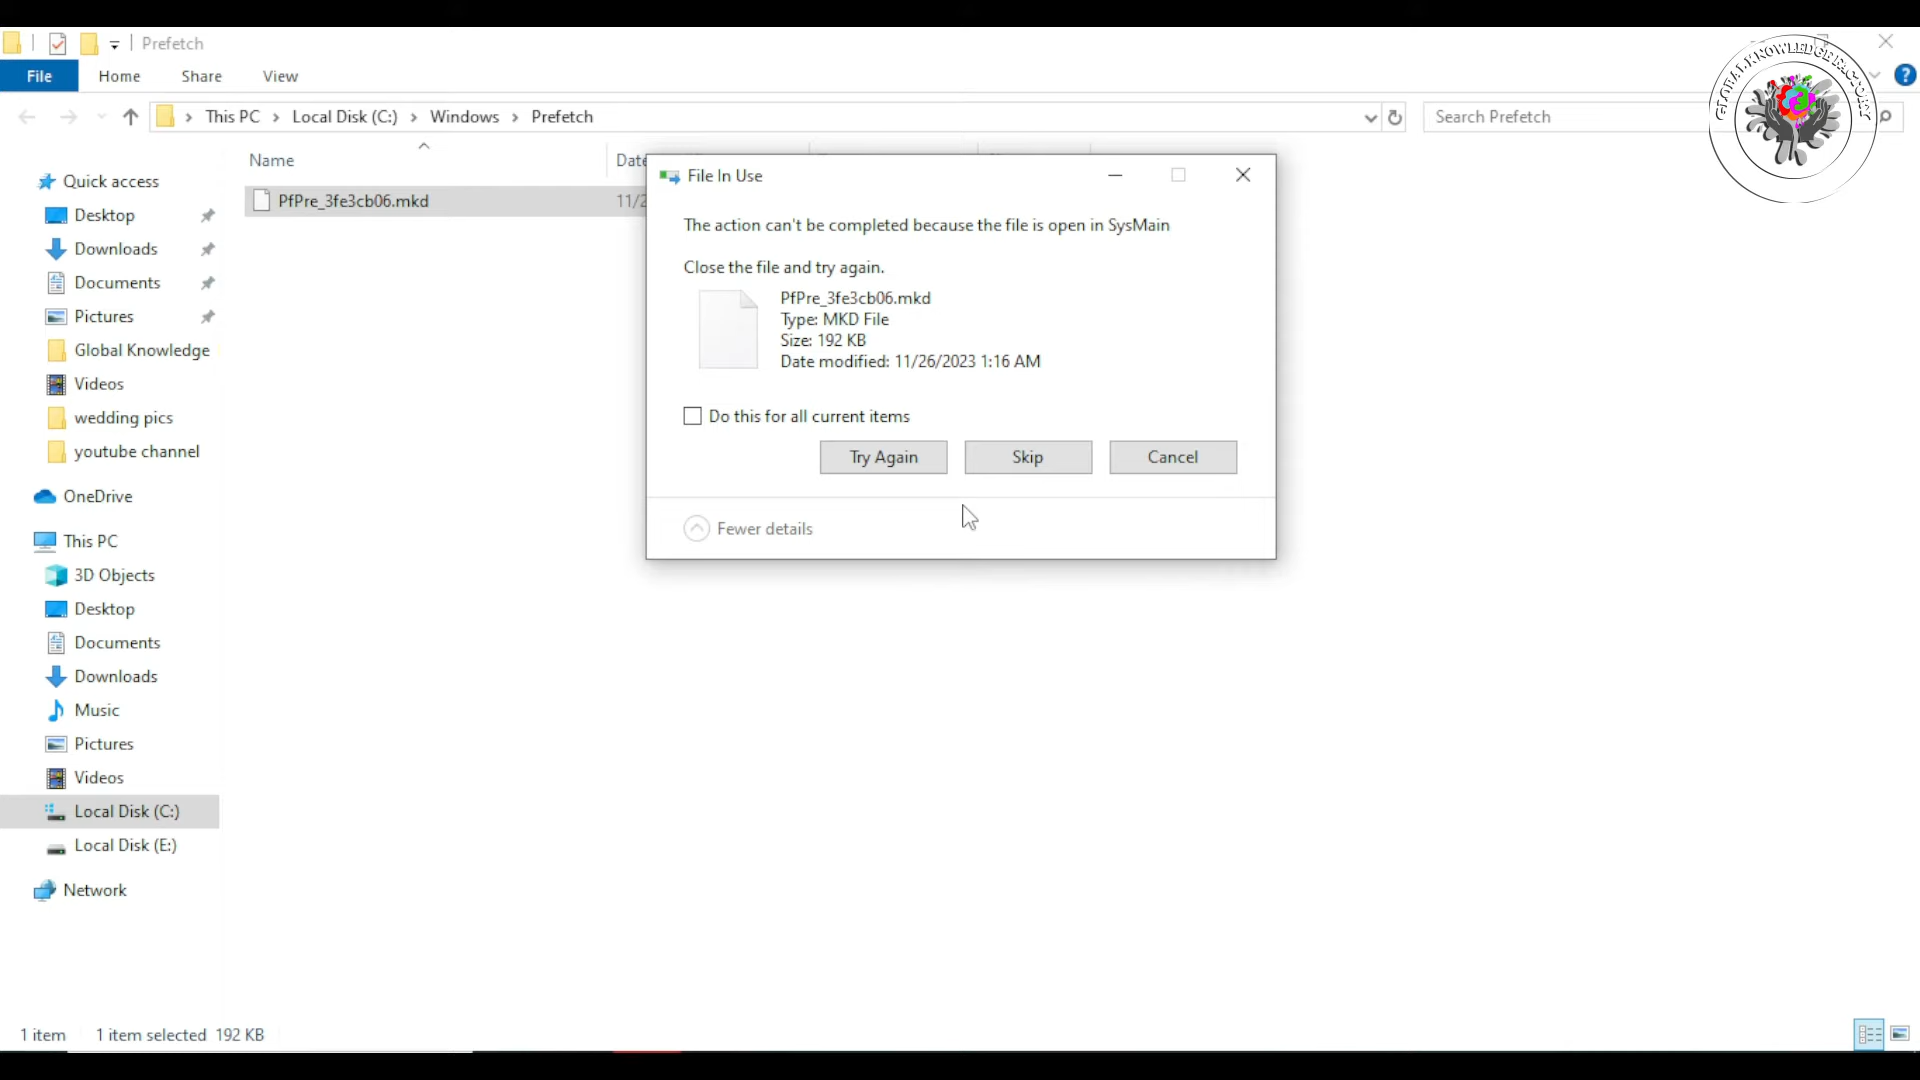 Prefetch
File
Home
Share
View
This PC
Local Disk (C:)
Windows
Prefetch
Search Prefetch
GLOBAL KNOWLEDGE FACTORY
Name
Date
PfPre_3fe3cb06.mkd
11/2
Quick access
Desktop
Downloads
Documents
Pictures
Global Knowledge
Videos
wedding pics
youtube channel
OneDrive
This PC
3D Objects
Desktop
Documents
Downloads
Music
Pictures
Videos
Local Disk (C:)
Local Disk (E:)
Network
File In Use
The action can't be completed because the file is open in SysMain
Close the file and try again.
PfPre_3fe3cb06.mkd
Type: MKD File
Size: 192 KB
Date modified: 11/26/2023 1:16 AM
Do this for all current items
Try Again
Skip
Cancel
Fewer details
1 item
1 item selected 192 KB